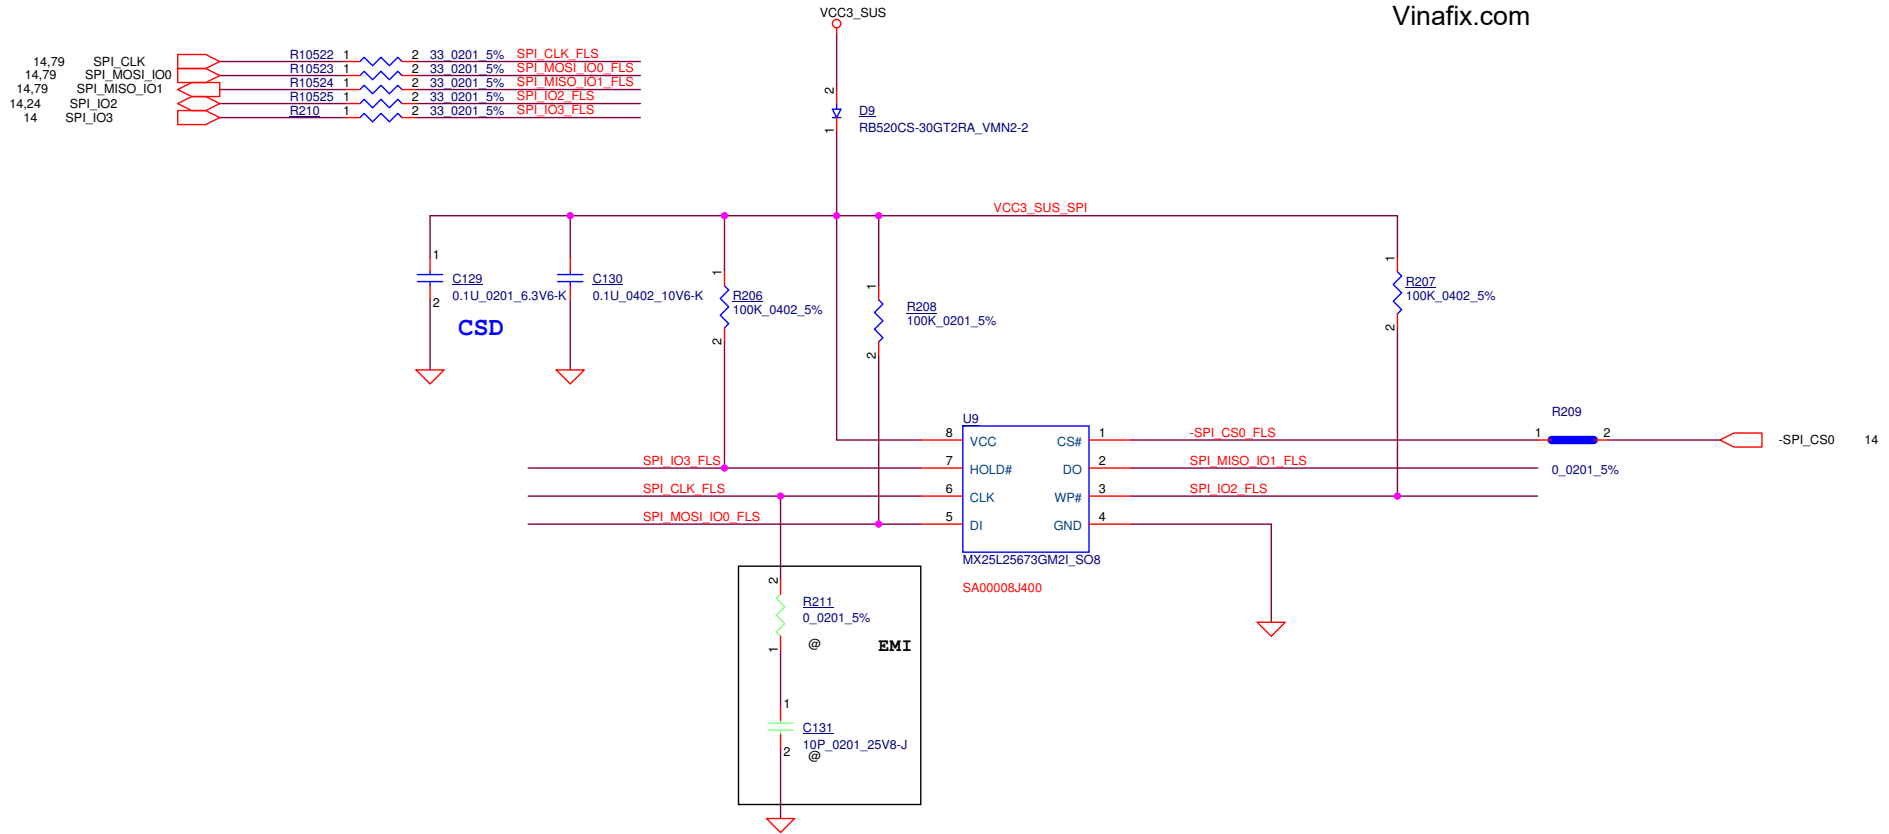 VCC3_SUS
Vinafix.com
14,79 SPI_CLK R10522 1 2 33_0201_5% SPI_CLK_FLS
14,79 SPI_MOSI_IO0 R10523 1 2 33_0201_5% SPI_MOSI_IO0_FLS
14,79 SPI_MISO_IO1 R10524 1 2 33_0201_5% SPI_MISO_IO1_FLS
14,24 SPI_IO2 R10525 1 2 33_0201_5% SPI_IO2_FLS
14 SPI_IO3 R210 1 2 33_0201_5% SPI_IO3_FLS
2
D9
1
RB520CS-30GT2RA_VMN2-2
VCC3_SUS_SPI
1
C129
0.1U_0201_6.3V6-K
2
CSD
C130
0.1U_0402_10V6-K
1
R206
100K_0402_5%
2
1
R208
100K_0201_5%
2
1
R207
100K_0402_5%
2
U9
8 VCC CS# 1
7 HOLD# DO 2
6 CLK WP# 3
5 DI GND 4
SPI_IO3_FLS
SPI_CLK_FLS
SPI_MOSI_IO0_FLS
-SPI_CS0_FLS
SPI_MISO_IO1_FLS
SPI_IO2_FLS
R209
1 2
0_0201_5%
-SPI_CS0 14
MX25L25673GM2I_SO8
SA00008J400
2
R211
0_0201_5%
@
1
EMI
1
C131
10P_0201_25V8-J
2
@